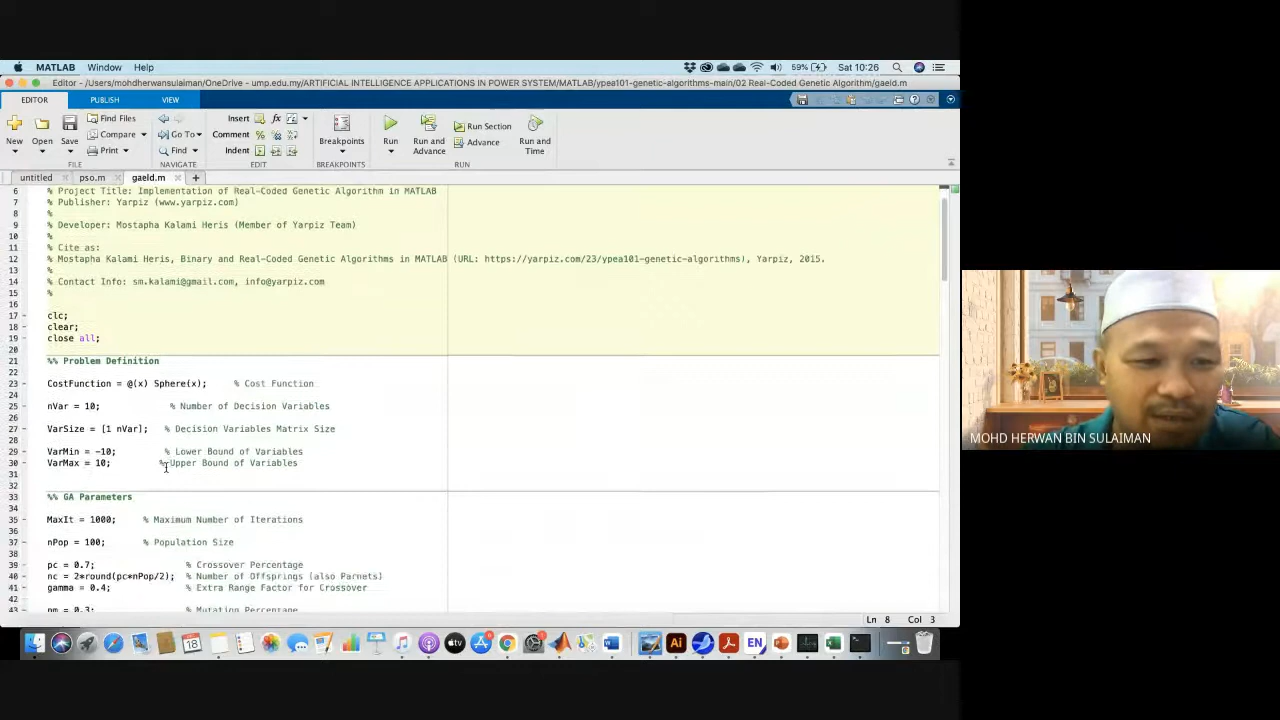 MATLAB Window Help
59% Sat 10:26
Editor - /Users/mohdherwansulaiman/OneDrive - ump.edu.my/ARTIFICIAL INTELLIGENCE APPLICATIONS IN POWER SYSTEM/MATLAB/ypea101-genetic-algorithms-main/02 Real-Coded Genetic Algorithm/gaeld.m
EDITOR PUBLISH VIEW
New Open Save Find Files Compare Print Go To Find Insert Comment Indent Breakpoints Run Run and Advance Run Section Advance Run and Time
FILE NAVIGATE EDIT BREAKPOINTS RUN
untitled pso.m gaeld.m
6 % Project Title: Implementation of Real-Coded Genetic Algorithm in MATLAB
7 % Publisher: Yarpiz (www.yarpiz.com)
8 %
9 % Developer: Mostapha Kalami Heris (Member of Yarpiz Team)
10 %
11 % Cite as:
12 % Mostapha Kalami Heris, Binary and Real-Coded Genetic Algorithms in MATLAB (URL: https://yarpiz.com/23/ypea101-genetic-algorithms), Yarpiz, 2015.
13 %
14 % Contact Info: sm.kalami@gmail.com, info@yarpiz.com
15 %
16
17 clc;
18 clear;
19 close all;
20
21 %% Problem Definition
22
23 CostFunction = @(x) Sphere(x); % Cost Function
24
25 nVar = 10; % Number of Decision Variables
26
27 VarSize = [1 nVar]; % Decision Variables Matrix Size
28
29 VarMin = -10; % Lower Bound of Variables
30 VarMax = 10; % Upper Bound of Variables
31
32
33 %% GA Parameters
34
35 MaxIt = 1000; % Maximum Number of Iterations
36
37 nPop = 100; % Population Size
38
39 pc = 0.7; % Crossover Percentage
40 nc = 2*round(pc*nPop/2); % Number of Offsprings (also Parnets)
41 gamma = 0.4; % Extra Range Factor for Crossover
42
43 pm = 0.3; % Mutation Percentage
Ln 8 Col 3
18 tv Ai EN
MOHD HERWAN BIN SULAIMAN